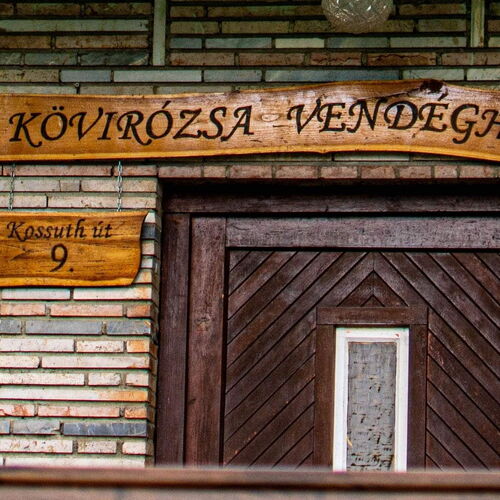 KÖVIRÓZSA VENDÉGH
Kossuth út
9.